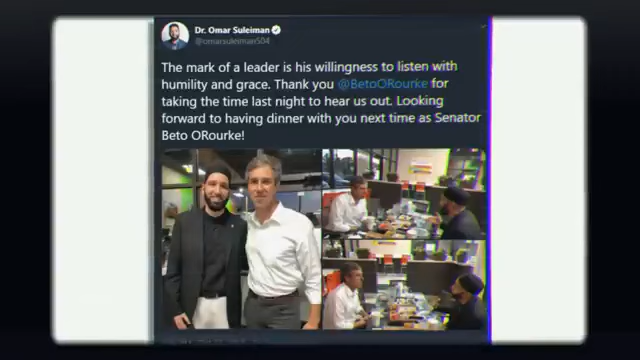 Dr. Omar Suleiman
@omarsuleiman504
The mark of a leader is his willingness to listen with
humility and grace. Thank you @BetoORourke for
taking the time last night to hear us out. Looking
forward to having dinner with you next time as Senator
Beto ORourke!